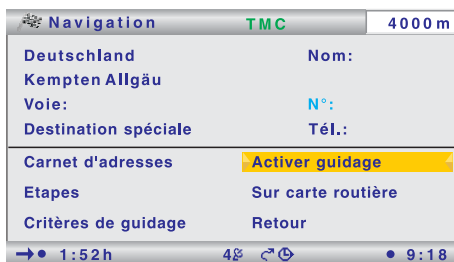 Navigation TMC 4000 m
Deutschland Nom:
Kempten Allgäu
Voie: N°:
Destination spéciale Tél.:
Carnet d'adresses Activer guidage
Etapes Sur carte routière
Critères de guidage Retour
1:52h 4 9:18